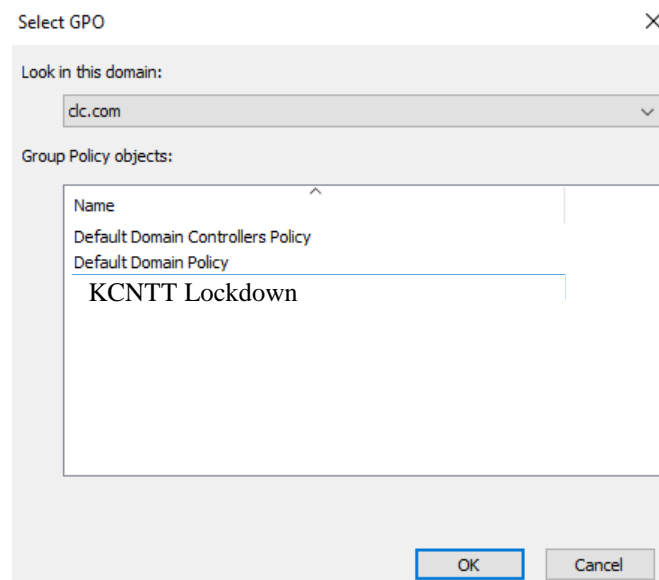 Select GPO
Look in this domain:
clc.com
Group Policy objects:
Name
Default Domain Controllers Policy
Default Domain Policy
KCNTT Lockdown
OK
Cancel